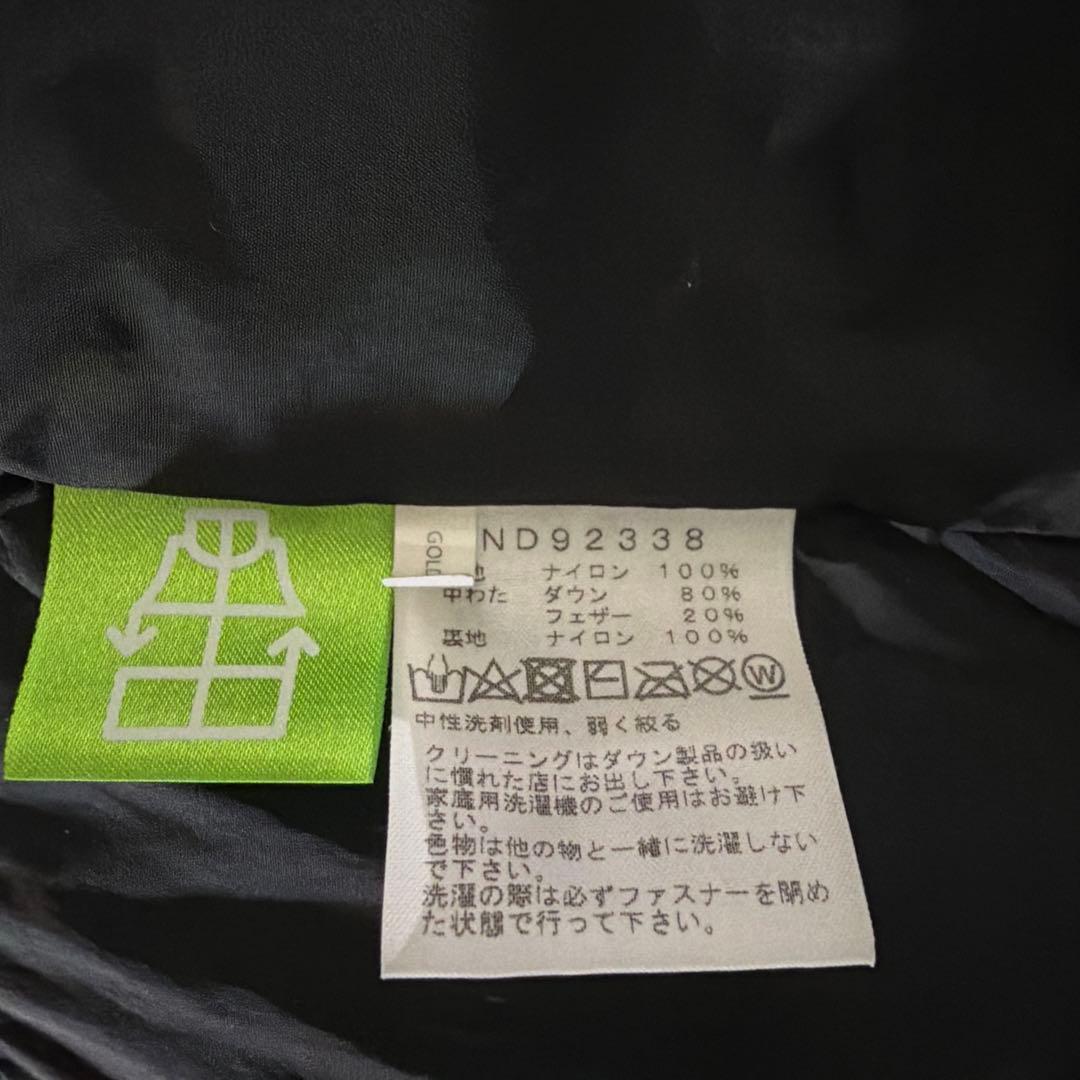 GOLD
ND92338
地 ナイロン 100%
中わた ダウン 80%
フェザー 20%
裏地 ナイロン 100%
W
中性洗剤使用、弱く絞る
クリーニングはダウン製品の扱い
に慣れた店にお出し下さい。
家庭用洗濯機のご使用はお避け下
さい。
色物は他の物と一緒に洗濯しない
で下さい。
洗濯の際は必ずファスナーを閉め
た状態で行って下さい。